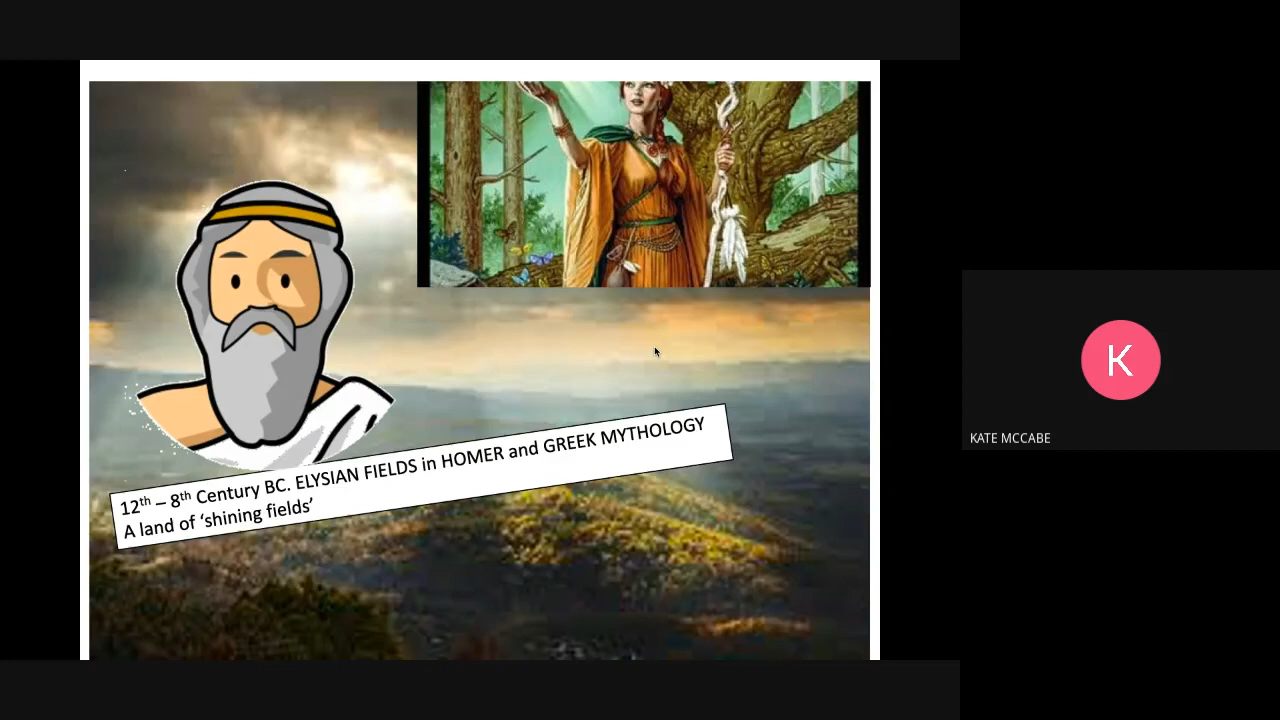 12th – 8th Century BC. ELYSIAN FIELDS in HOMER and GREEK MYTHOLOGY
A land of ‘shining fields’
K
KATE MCCABE